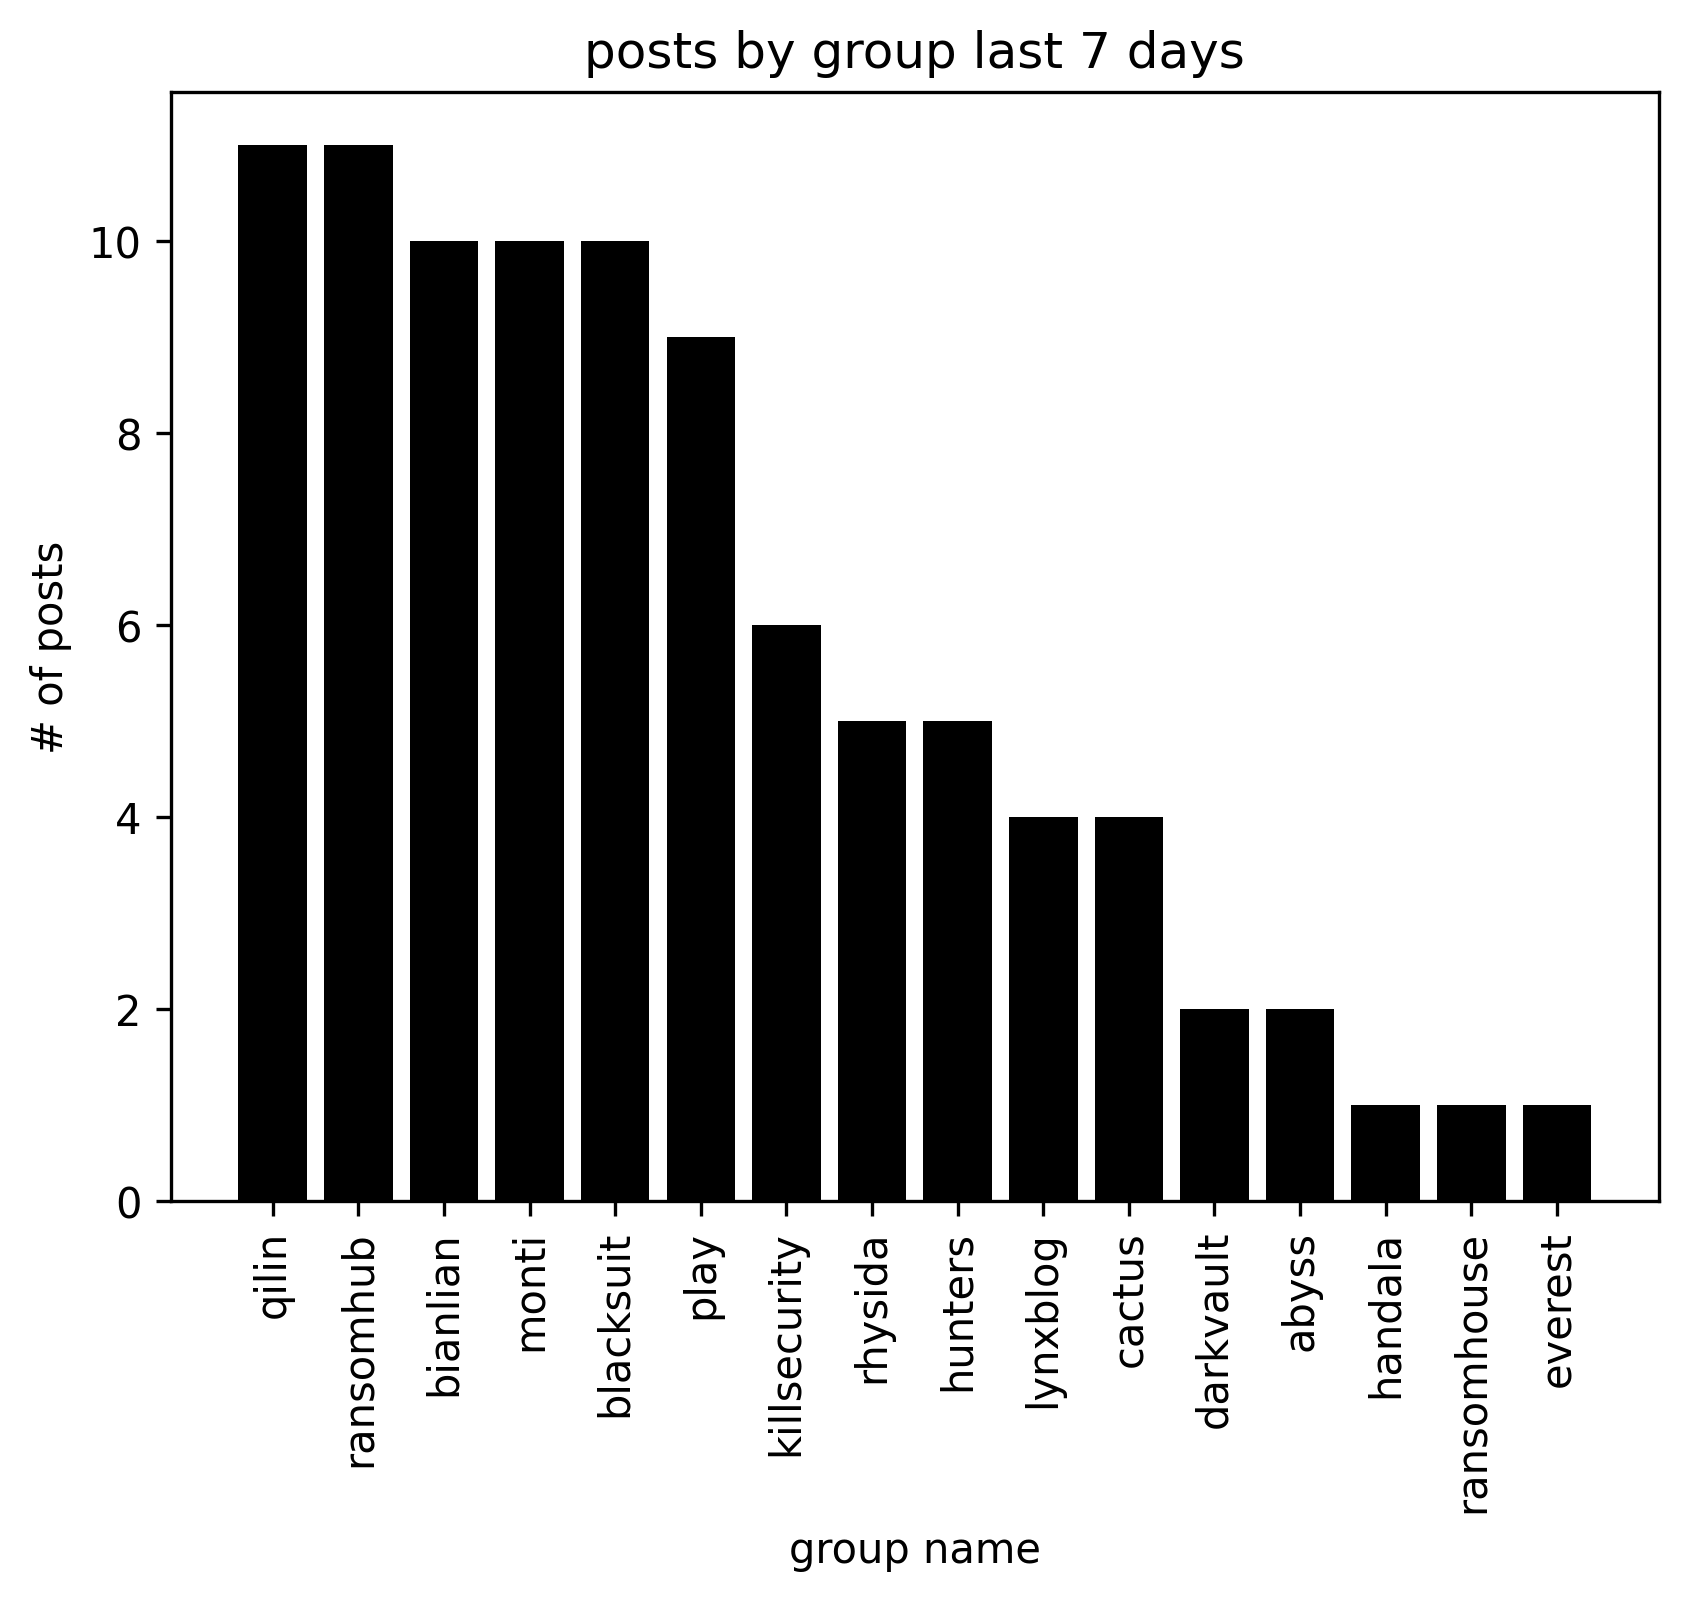 posts by group last 7 days
# of posts
10
8
6
4
2
0
qilin
ransomhub
bianlian
monti
blacksuit
play
killsecurity
rhysida
hunters
lynxblog
cactus
darkvault
abyss
handala
ransomhouse
everest
group name